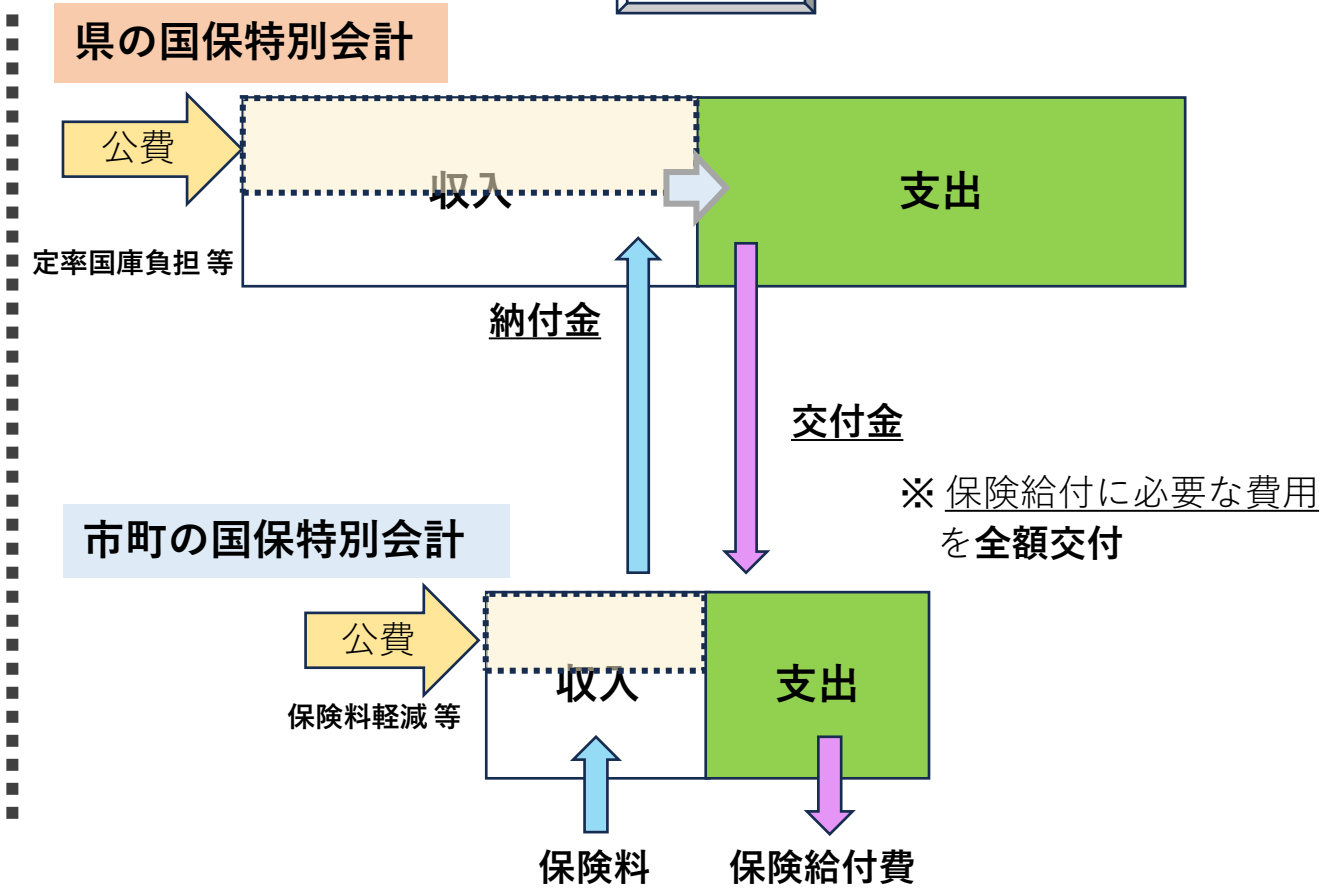 県の国保特別会計
公費
収入
支出
定率国庫負担 等
納付金
交付金
※ 保険給付に必要な費用
を全額交付
市町の国保特別会計
公費
収入
支出
保険料軽減 等
保険料
保険給付費